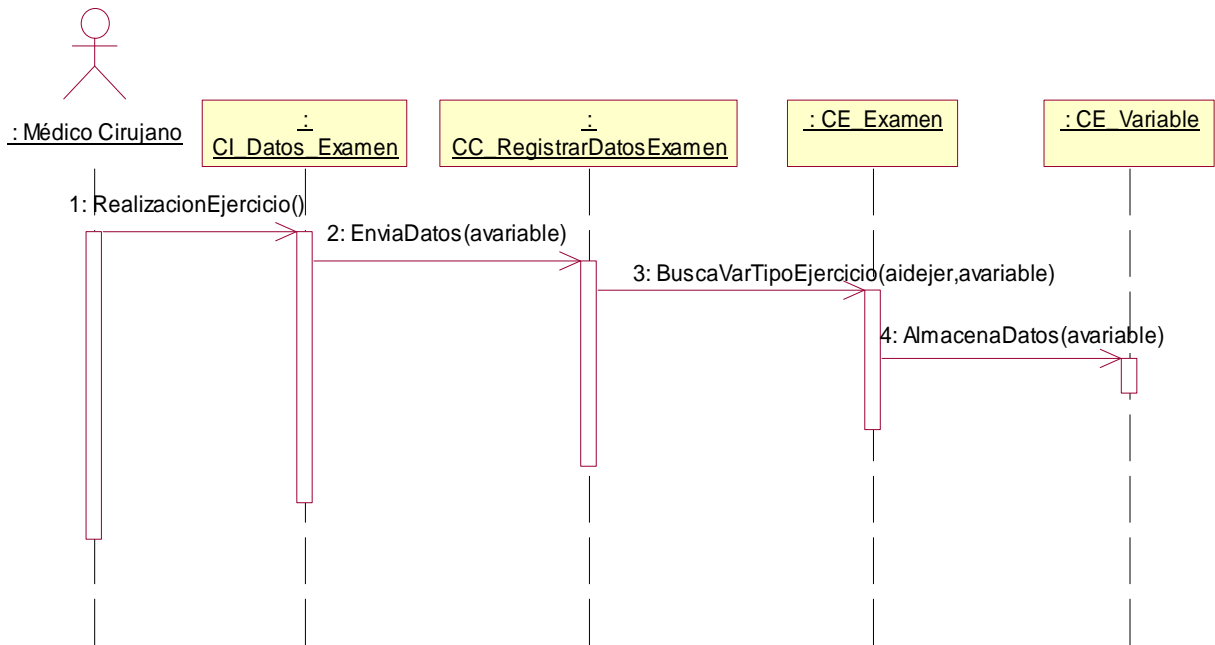 : Médico Cirujano
:
CI_Datos_Examen
:
CC_RegistrarDatosExamen
: CE_Examen
: CE_Variable
1: RealizacionEjercicio()
2: EnviaDatos(avariable)
3: BuscaVarTipoEjercicio(aidejer,avariable)
4: AlmacenaDatos(avariable)